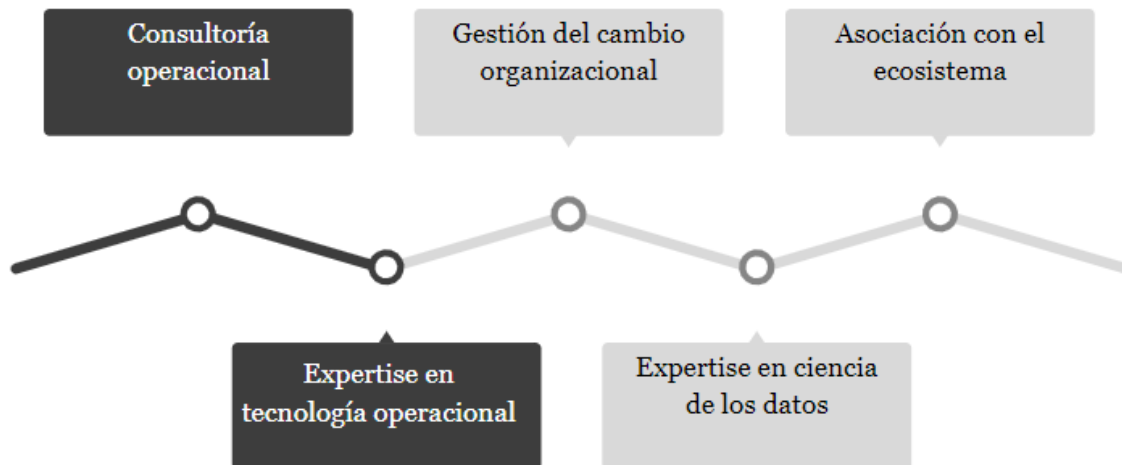 Consultoría
operacional
Gestión del cambio
organizacional
Asociación con el
ecosistema
Expertise en
tecnología operacional
Expertise en ciencia
de los datos